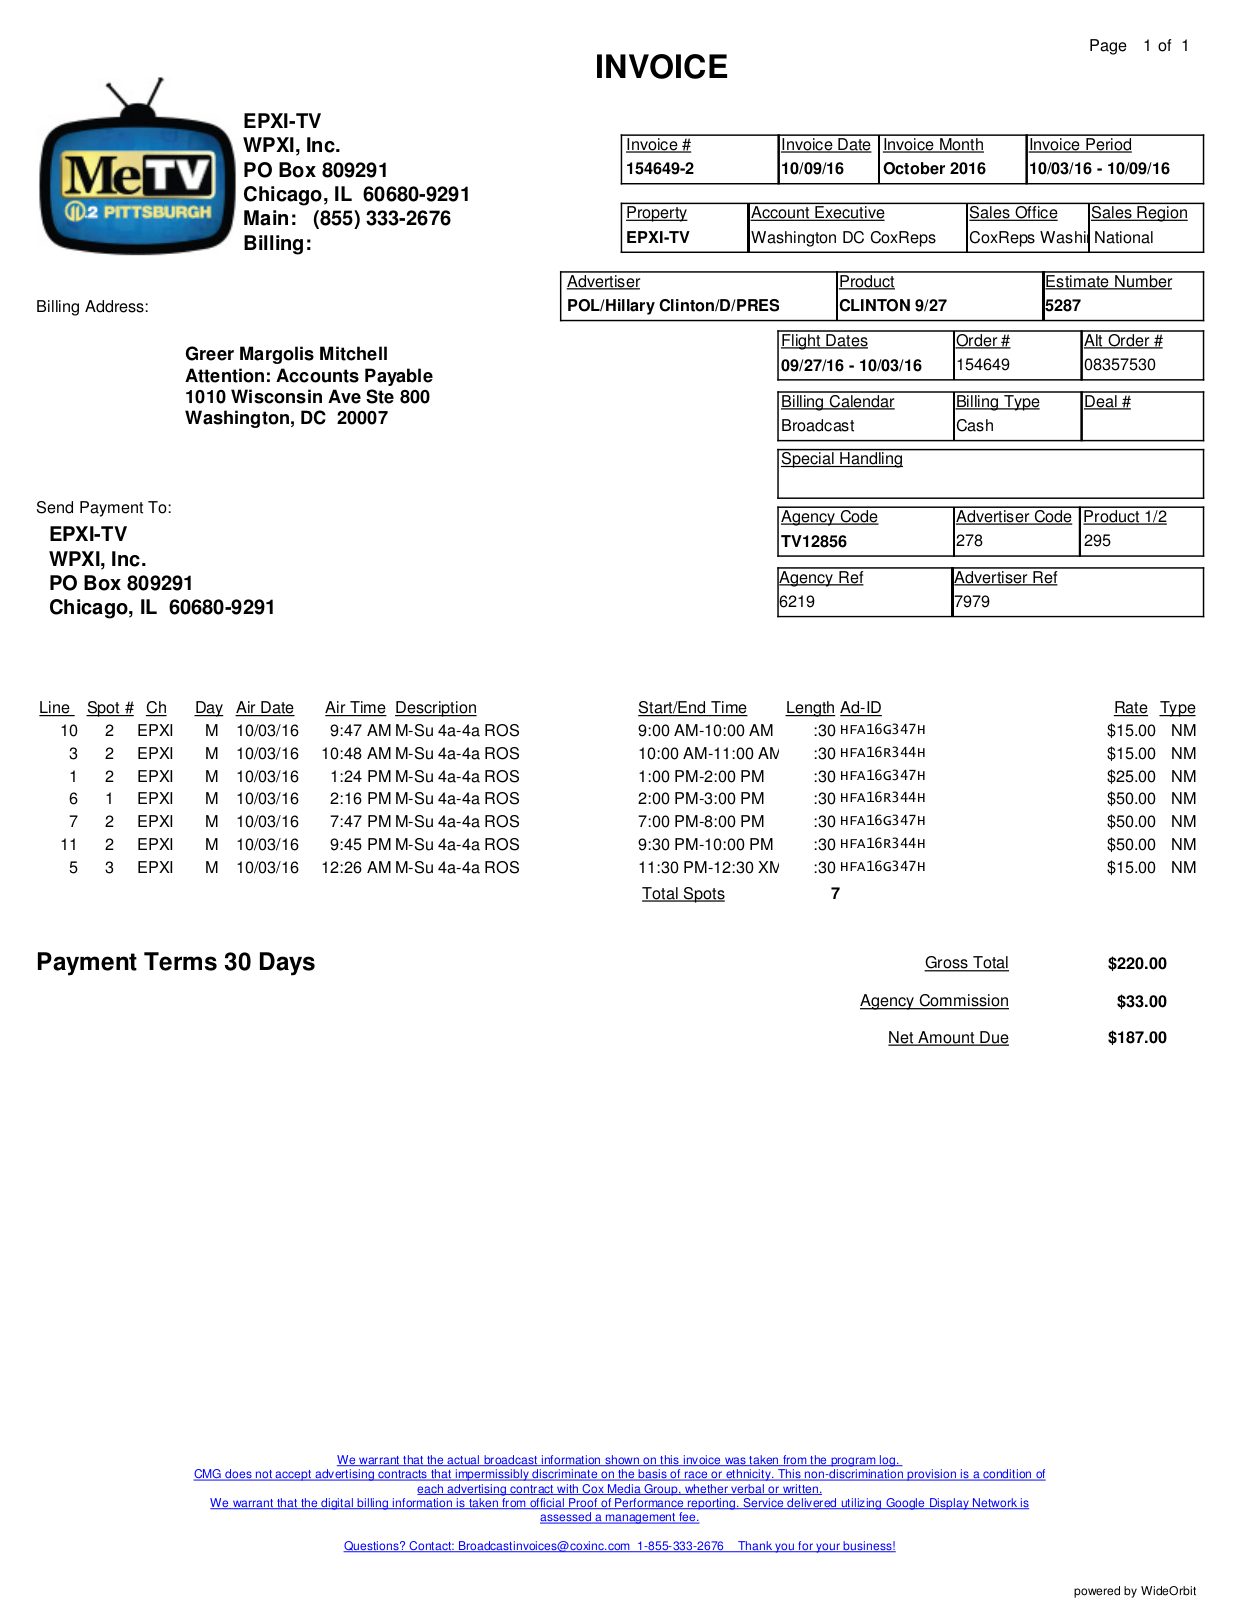 Page 1 of 1
INVOICE
MeTV
11.2 PITTSBURGH
EPXI-TV
WPXI, Inc.
PO Box 809291
Chicago, IL 60680-9291
Main: (855) 333-2676
Billing:
Invoice # Invoice Date Invoice Month Invoice Period
154649-2 10/09/16 October 2016 10/03/16 - 10/09/16
Property Account Executive Sales Office Sales Region
EPXI-TV Washington DC CoxReps CoxReps Washi National
Advertiser Product Estimate Number
POL/Hillary Clinton/D/PRES CLINTON 9/27 5287
Billing Address:
Greer Margolis Mitchell
Attention: Accounts Payable
1010 Wisconsin Ave Ste 800
Washington, DC 20007
Flight Dates Order # Alt Order #
09/27/16 - 10/03/16 154649 08357530
Billing Calendar Billing Type Deal #
Broadcast Cash
Special Handling
Send Payment To:
EPXI-TV
WPXI, Inc.
PO Box 809291
Chicago, IL 60680-9291
Agency Code Advertiser Code Product 1/2
TV12856 278 295
Agency Ref Advertiser Ref
6219 7979
Line Spot # Ch Day Air Date Air Time Description Start/End Time Length Ad-ID Rate Type
10 2 EPXI M 10/03/16 9:47 AM M-Su 4a-4a ROS 9:00 AM-10:00 AM :30 HFA16G347H $15.00 NM
3 2 EPXI M 10/03/16 10:48 AM M-Su 4a-4a ROS 10:00 AM-11:00 AM :30 HFA16R344H $15.00 NM
1 2 EPXI M 10/03/16 1:24 PM M-Su 4a-4a ROS 1:00 PM-2:00 PM :30 HFA16G347H $25.00 NM
6 1 EPXI M 10/03/16 2:16 PM M-Su 4a-4a ROS 2:00 PM-3:00 PM :30 HFA16R344H $50.00 NM
7 2 EPXI M 10/03/16 7:47 PM M-Su 4a-4a ROS 7:00 PM-8:00 PM :30 HFA16G347H $50.00 NM
11 2 EPXI M 10/03/16 9:45 PM M-Su 4a-4a ROS 9:30 PM-10:00 PM :30 HFA16R344H $50.00 NM
5 3 EPXI M 10/03/16 12:26 AM M-Su 4a-4a ROS 11:30 PM-12:30 XM :30 HFA16G347H $15.00 NM
Total Spots 7
Payment Terms 30 Days
Gross Total $220.00
Agency Commission $33.00
Net Amount Due $187.00
We warrant that the actual broadcast information shown on this invoice was taken from the program log.
CMG does not accept advertising contracts that impermissibly discriminate on the basis of race or ethnicity. This non-discrimination provision is a condition of
each advertising contract with Cox Media Group, whether verbal or written.
We warrant that the digital billing information is taken from official Proof of Performance reporting. Service delivered utilizing Google Display Network is
assessed a management fee.
Questions? Contact: Broadcastinvoices@coxinc.com 1-855-333-2676 Thank you for your business!
powered by WideOrbit